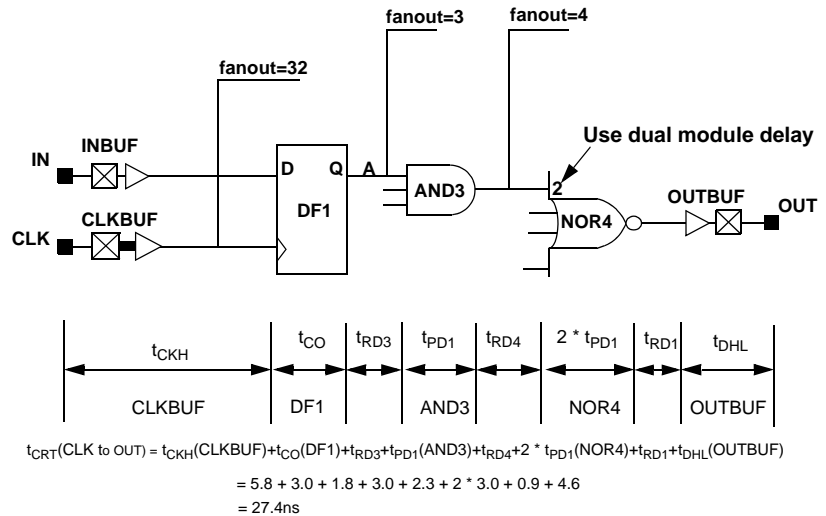 fanout=3
fanout=4
fanout=32
Use dual module delay
IN
INBUF
D
Q
A
AND3
2
OUTBUF
OUT
DF1
NOR4
CLK
CLKBUF
tCKH
tCO
tRD3
tPD1
tRD4
2 * tPD1
tRD1
tDHL
CLKBUF
DF1
AND3
NOR4
OUTBUF
tCRT(CLK to OUT) = tCKH(CLKBUF)+tCO(DF1)+tRD3+tPD1(AND3)+tRD4+2 * tPD1(NOR4)+tRD1+tDHL(OUTBUF)
= 5.8 + 3.0 + 1.8 + 3.0 + 2.3 + 2 * 3.0 + 0.9 + 4.6
= 27.4ns